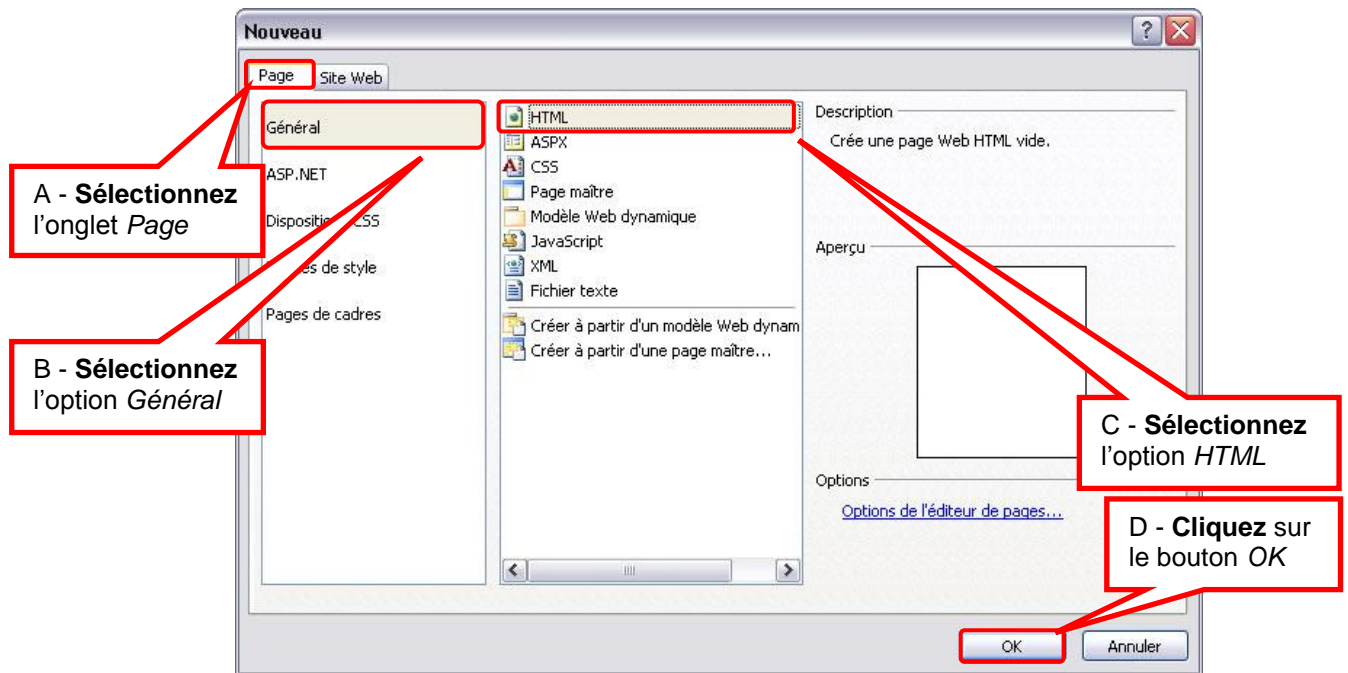 Nouveau
Page
Site Web
Général
ASP.NET
Pages de cadres
HTML
ASPX
CSS
Page maître
Modèle Web dynamique
JavaScript
XML
Fichier texte
Créer à partir d'un modèle Web dynam
Créer à partir d'une page maître...
Description
Crée une page Web HTML vide.
Aperçu
Options
Options de l'éditeur de pages...
OK
Annuler
A - Sélectionnez
l'onglet Page
B - Sélectionnez
l'option Général
C - Sélectionnez
l'option HTML
D - Cliquez sur
le bouton OK
de style